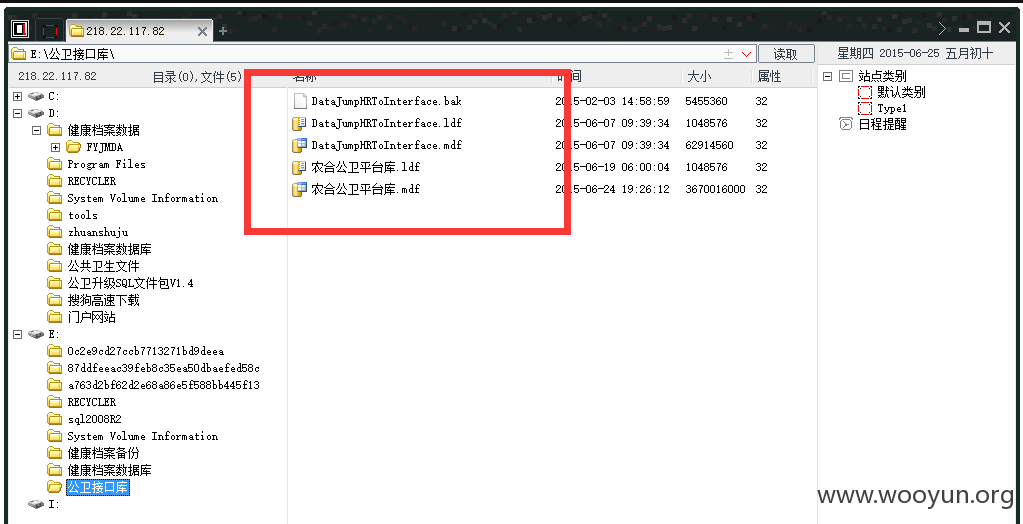 218.22.117.82
E:\公卫接口库\
读取
星期四 2015-06-25 五月初十
218.22.117.82 目录(0),文件(5)
名称 时间 大小 属性
DataJumpHRToInterface.bak 2015-02-03 14:58:59 5455360 32
DataJumpHRToInterface.ldf 2015-06-07 09:39:34 1048576 32
DataJumpHRToInterface.mdf 2015-06-07 09:39:34 62914560 32
农合公卫平台库.ldf 2015-06-19 06:00:04 1048576 32
农合公卫平台库.mdf 2015-06-24 19:26:12 3670016000 32
C:
D:
健康档案数据
FYJMDA
Program Files
RECYCLER
System Volume Information
tools
zhuanshuju
健康档案数据库
公共卫生文件
公卫升级SQL文件包V1.4
搜狗高速下载
门户网站
E:
0c2e9cd27ccb7713271bd9deea
87ddfeeac39feb8c35ea50dbaefed58c
a763d2bf62d2e68a86e5f588bb445f13
RECYCLER
sql2008R2
System Volume Information
健康档案备份
健康档案数据库
公卫接口库
I:
站点类别
默认类别
Type1
日程提醒
www.wooyun.org